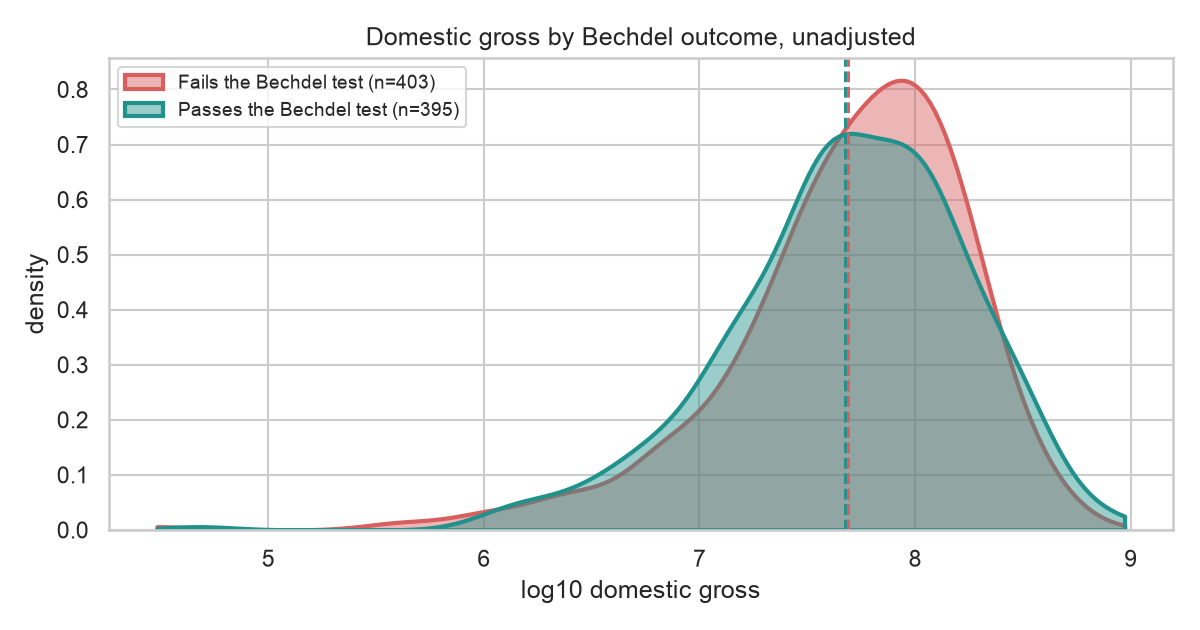 Domestic gross by Bechdel outcome, unadjusted
Fails the Bechdel test (n=403)
Passes the Bechdel test (n=395)
density
0.8
0.7
0.6
0.5
0.4
0.3
0.2
0.1
0.0
5 6 7 8 9
log10 domestic gross